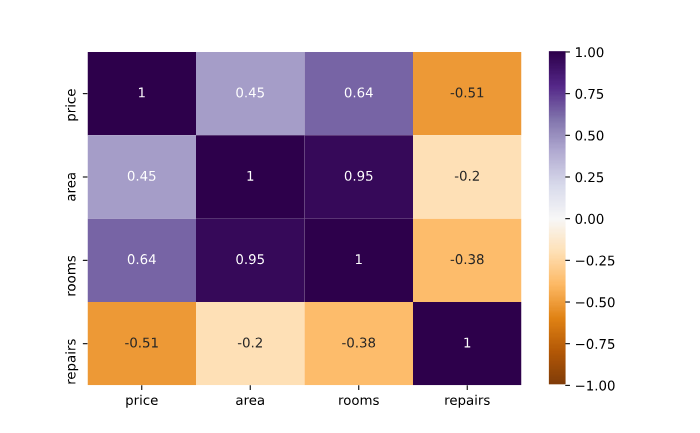 price 1 0.45 0.64 -0.51
area 0.45 1 0.95 -0.2
rooms 0.64 0.95 1 -0.38
repairs -0.51 -0.2 -0.38 1
price area rooms repairs
1.00
0.75
0.50
0.25
0.00
−0.25
−0.50
−0.75
−1.00